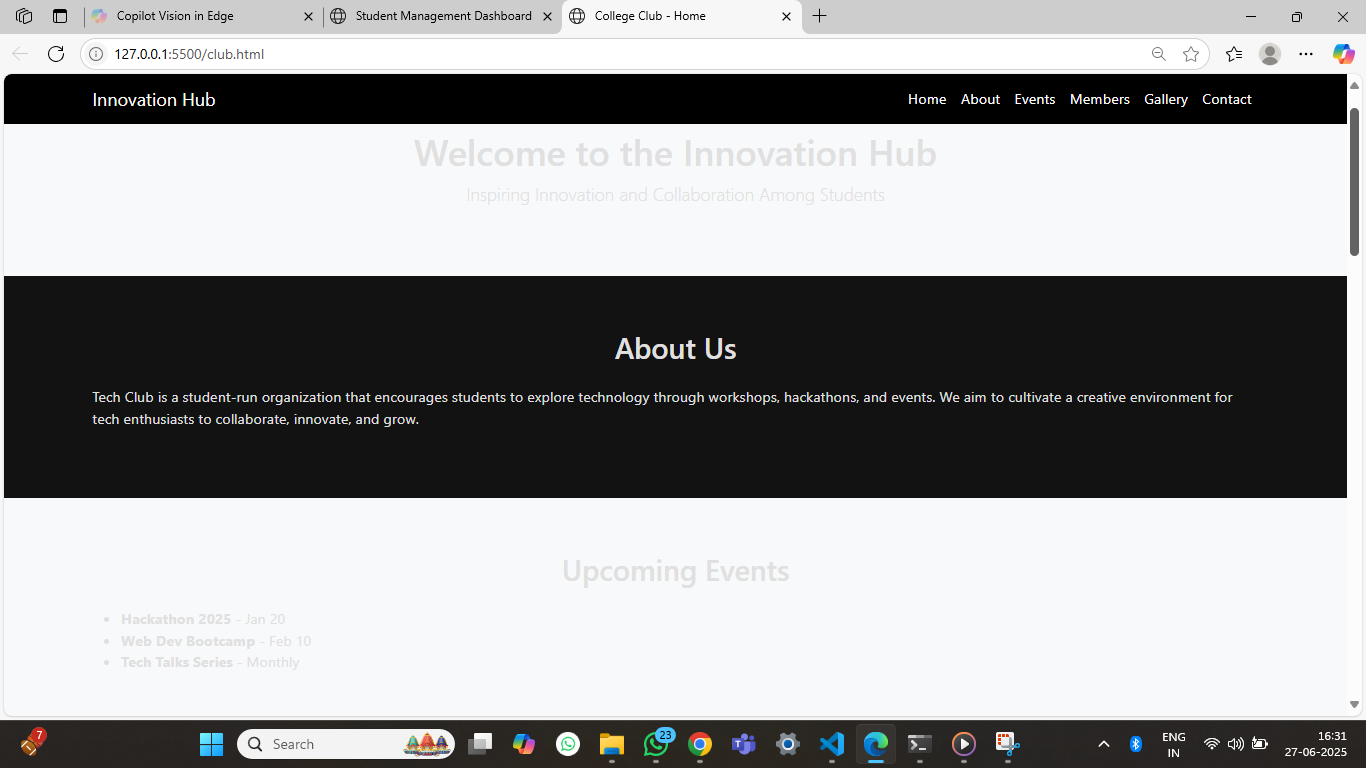 Copilot Vision in Edge
Student Management Dashboard
College Club - Home
127.0.0.1:5500/club.html
Innovation Hub
Home
About
Events
Members
Gallery
Contact
Welcome to the Innovation Hub
Inspiring Innovation and Collaboration Among Students
About Us
Tech Club is a student-run organization that encourages students to explore technology through workshops, hackathons, and events. We aim to cultivate a creative environment for
tech enthusiasts to collaborate, innovate, and grow.
Upcoming Events
• Hackathon 2025 - Jan 20
• Web Dev Bootcamp - Feb 10
• Tech Talks Series - Monthly
7
Search
23
ENG
IN
16:31
27-06-2025